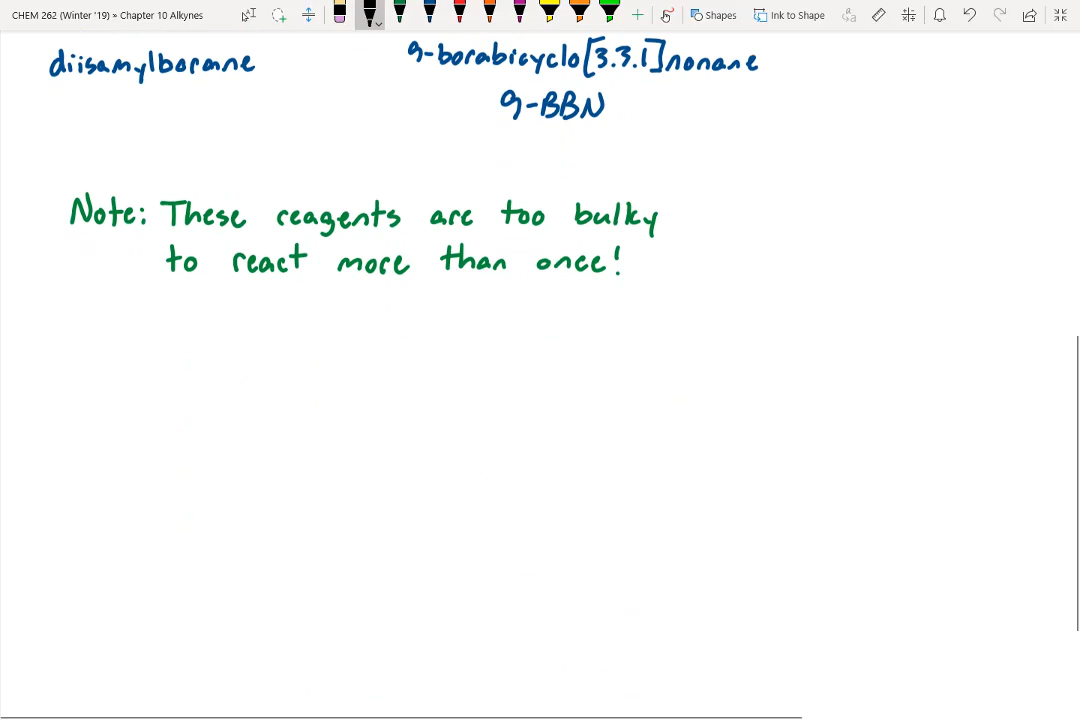 CHEM 262 (Winter '19) » Chapter 10 Alkynes
Shapes
Ink to Shape
diisamylborane
9-borabicyclo[3.3.1]nonane
9-BBN
Note: These reagents are too bulky
to react more than once!